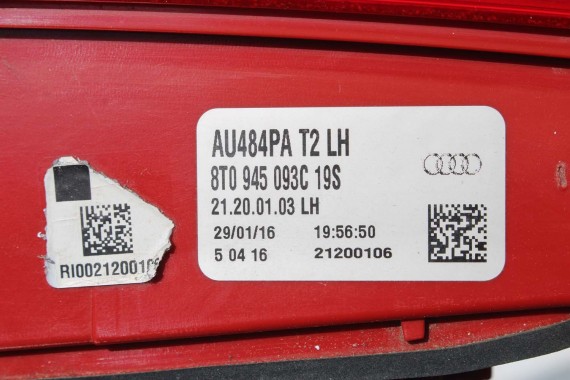 AU484PA T2 LH
8T0 945 093C 19S
21.20.01.03 LH
29/01/16 19:56:50
5 04 16 21200106